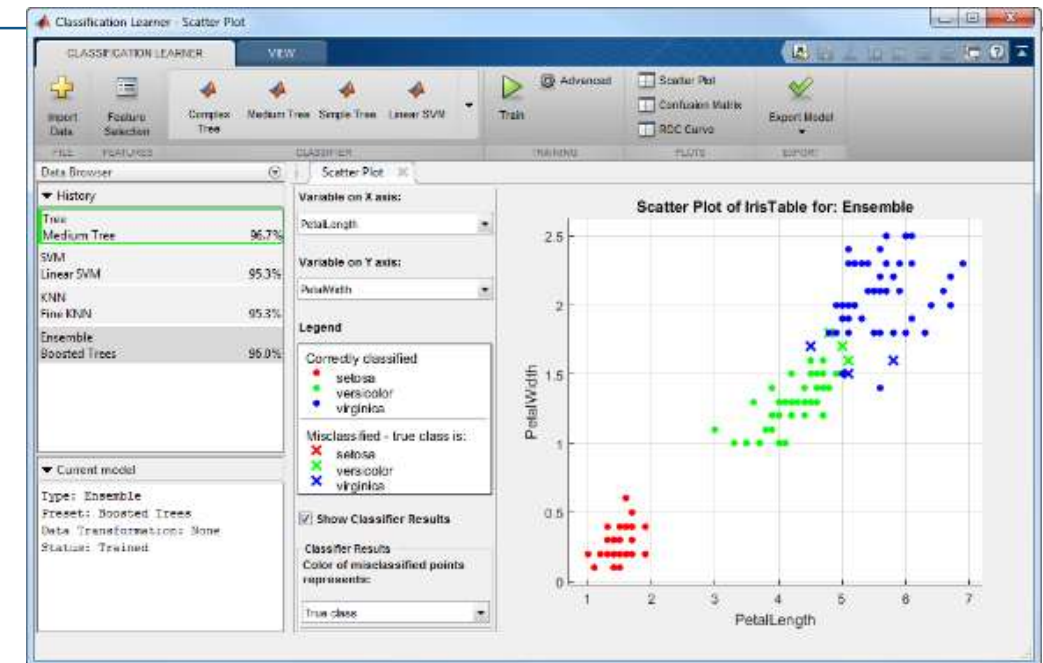 Classification Learner - Scatter Plot
CLASSIFICATION LEARNER
VIEW
Import Data
Feature Selection
Complex Tree
Medium Tree
Simple Tree
Linear SVM
Train
Advanced
Scatter Plot
Confusion Matrix
ROC Curve
Export Model
FILE
FEATURES
CLASSIFIER
TRAINING
PLOTS
EXPORT
Data Browser
History
Tree
Medium Tree 96.7%
SVM
Linear SVM 95.3%
KNN
Fine KNN 95.3%
Ensemble
Boosted Trees 96.0%
Current model
Type: Ensemble
Preset: Boosted Trees
Data Transformation: None
Status: Trained
Scatter Plot
Variable on X axis:
PetalLength
Variable on Y axis:
PetalWidth
Legend
Correctly classified
setosa
versicolor
virginica
Misclassified - true class is:
setosa
versicolor
virginica
Show Classifier Results
Classifier Results
Color of misclassified points
represents:
True class
Scatter Plot of IrisTable for: Ensemble
2.5
2
1.5
1
0.5
0
PetalWidth
1 2 3 4 5 6 7
PetalLength